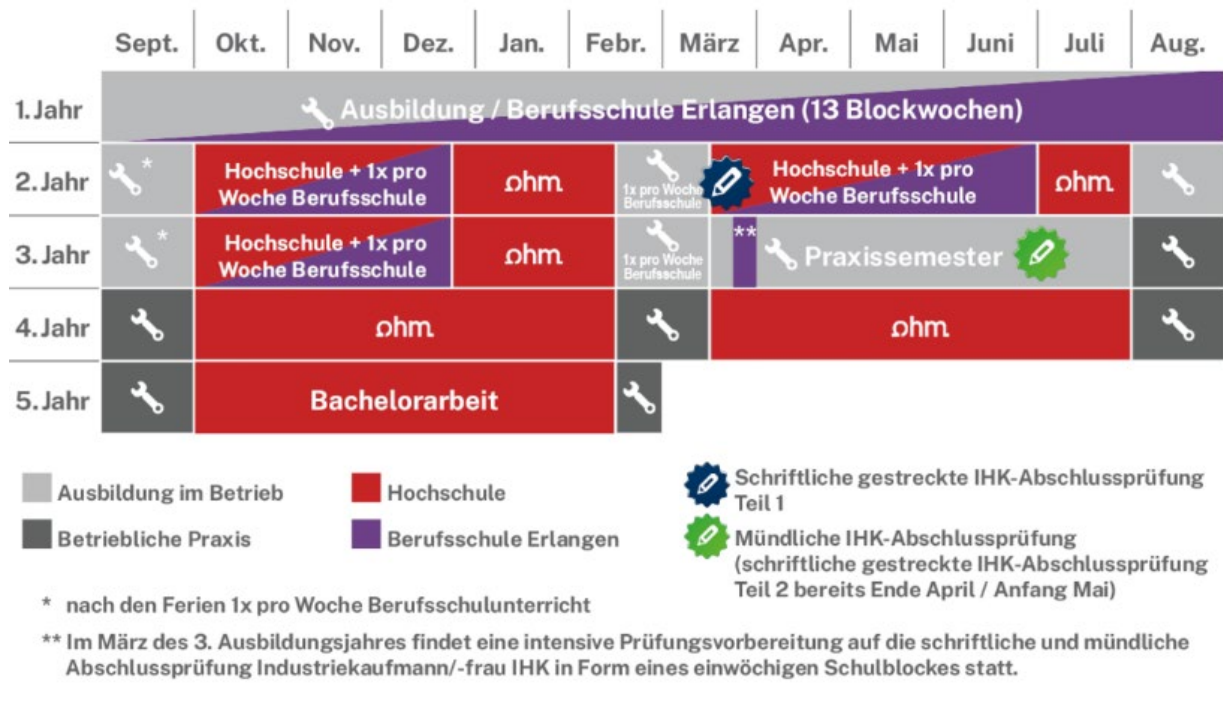 Sept. Okt. Nov. Dez. Jan. Febr. März Apr. Mai Juni Juli Aug.
1. Jahr
Ausbildung / Berufsschule Erlangen (13 Blockwochen)
2. Jahr
*
Hochschule + 1x pro
Woche Berufsschule
ohm
1x pro Woche
Berufsschule
Hochschule + 1x pro
Woche Berufsschule
ohm
3. Jahr
*
Hochschule + 1x pro
Woche Berufsschule
ohm
1x pro Woche
Berufsschule
**
Praxissemester
4. Jahr
ohm
ohm
5. Jahr
Bachelorarbeit
Ausbildung im Betrieb
Betriebliche Praxis
Hochschule
Berufsschule Erlangen
Schriftliche gestreckte IHK-Abschlussprüfung
Teil 1
Mündliche IHK-Abschlussprüfung
(schriftliche gestreckte IHK-Abschlussprüfung
Teil 2 bereits Ende April / Anfang Mai)
* nach den Ferien 1x pro Woche Berufsschulunterricht
** Im März des 3. Ausbildungsjahres findet eine intensive Prüfungsvorbereitung auf die schriftliche und mündliche
Abschlussprüfung Industriekaufmann/-frau IHK in Form eines einwöchigen Schulblockes statt.